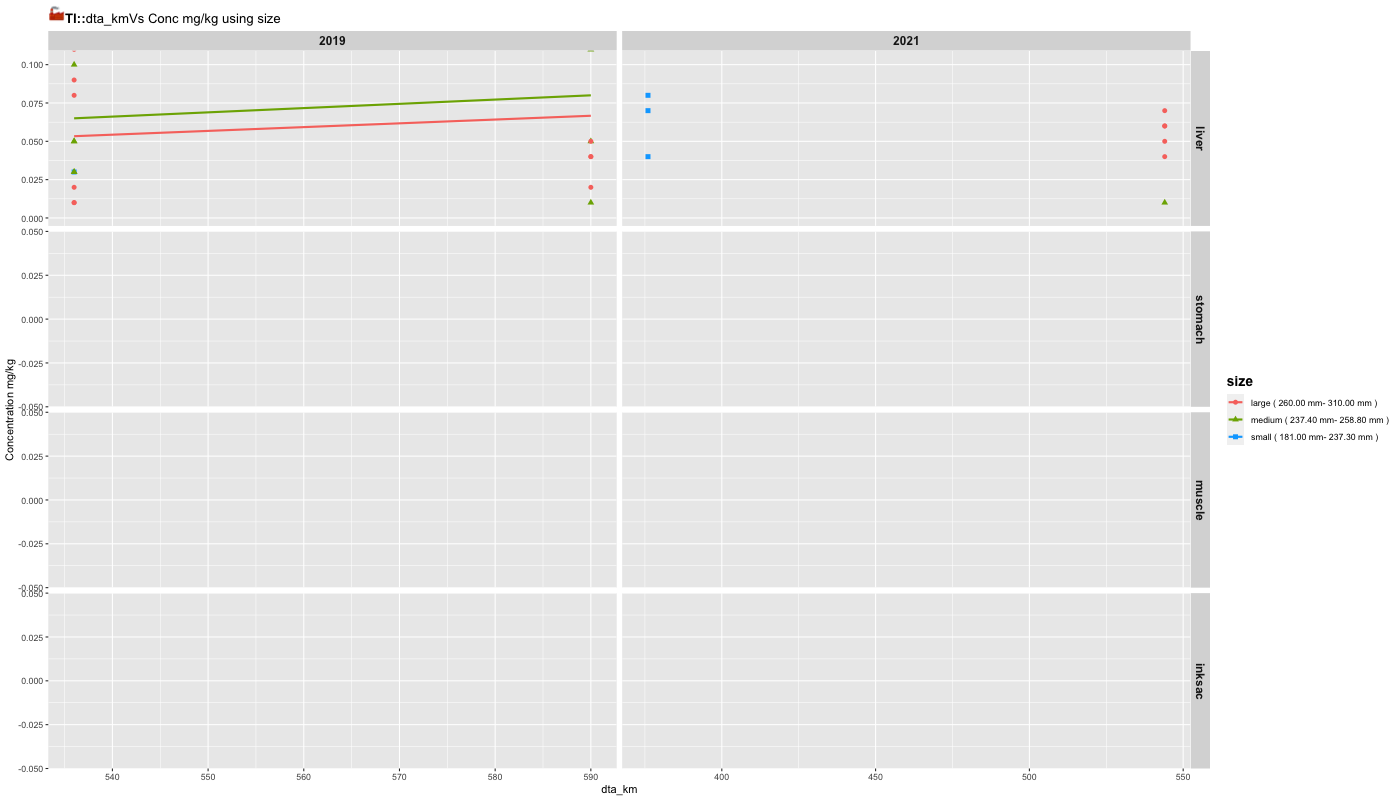 TI::dta_kmVs Conc mg/kg using size
2019
2021
0.100
0.075
0.050
0.025
0.000
liver
0.050
0.025
0.000
-0.025
-0.050
stomach
0.050
0.025
0.000
-0.025
-0.050
muscle
0.050
0.025
0.000
-0.025
-0.050
inksac
Concentration mg/kg
540 550 560 570 580 590
400 450 500 550
dta_km
size
large ( 260.00 mm- 310.00 mm )
medium ( 237.40 mm- 258.80 mm )
small ( 181.00 mm- 237.30 mm )